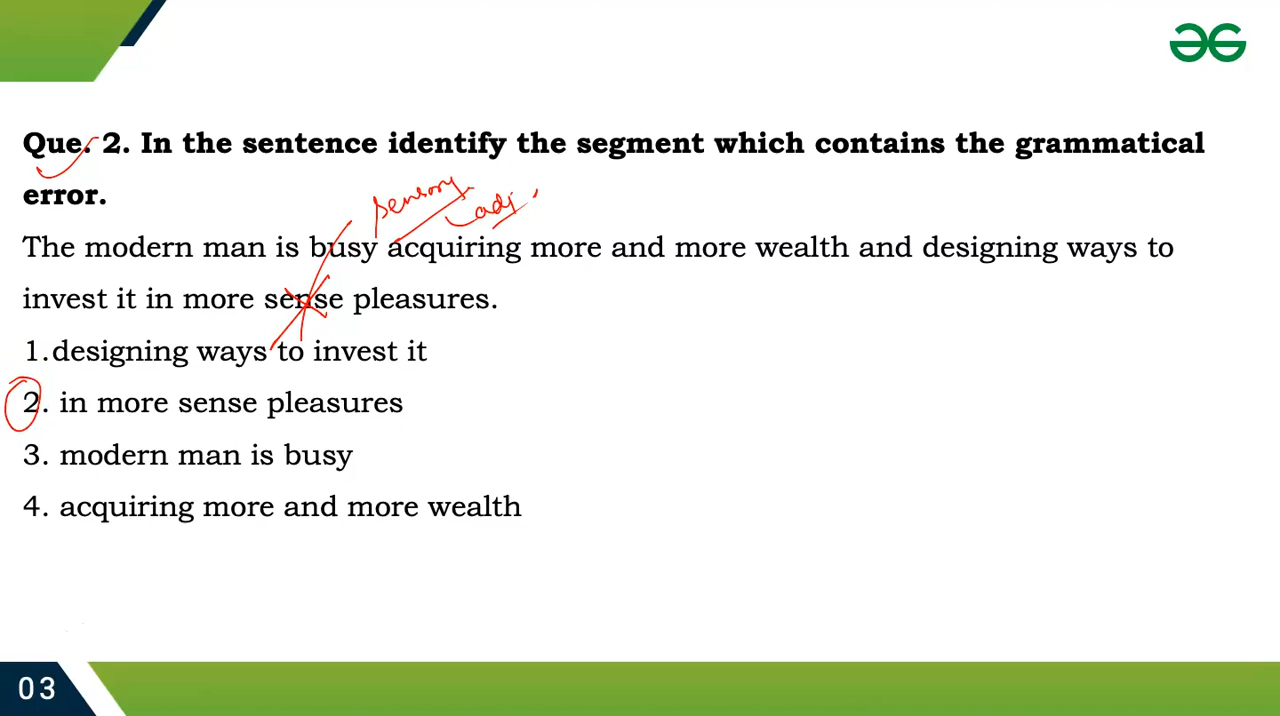 Que. 2. In the sentence identify the segment which contains the grammatical
error.
sensory
adj
The modern man is busy acquiring more and more wealth and designing ways to
invest it in more sense pleasures.
1.designing ways to invest it
2. in more sense pleasures
3. modern man is busy
4. acquiring more and more wealth
03